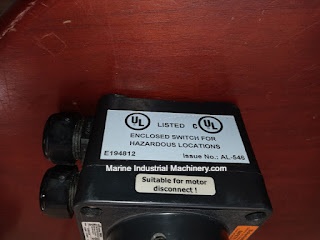 UL LISTED C UL
ENCLOSED SWITCH FOR
HAZARDOUS LOCATIONS
E194812 Issue No.: AL-546
Marine Industrial Machinery.com
Suitable for motor
disconnect !